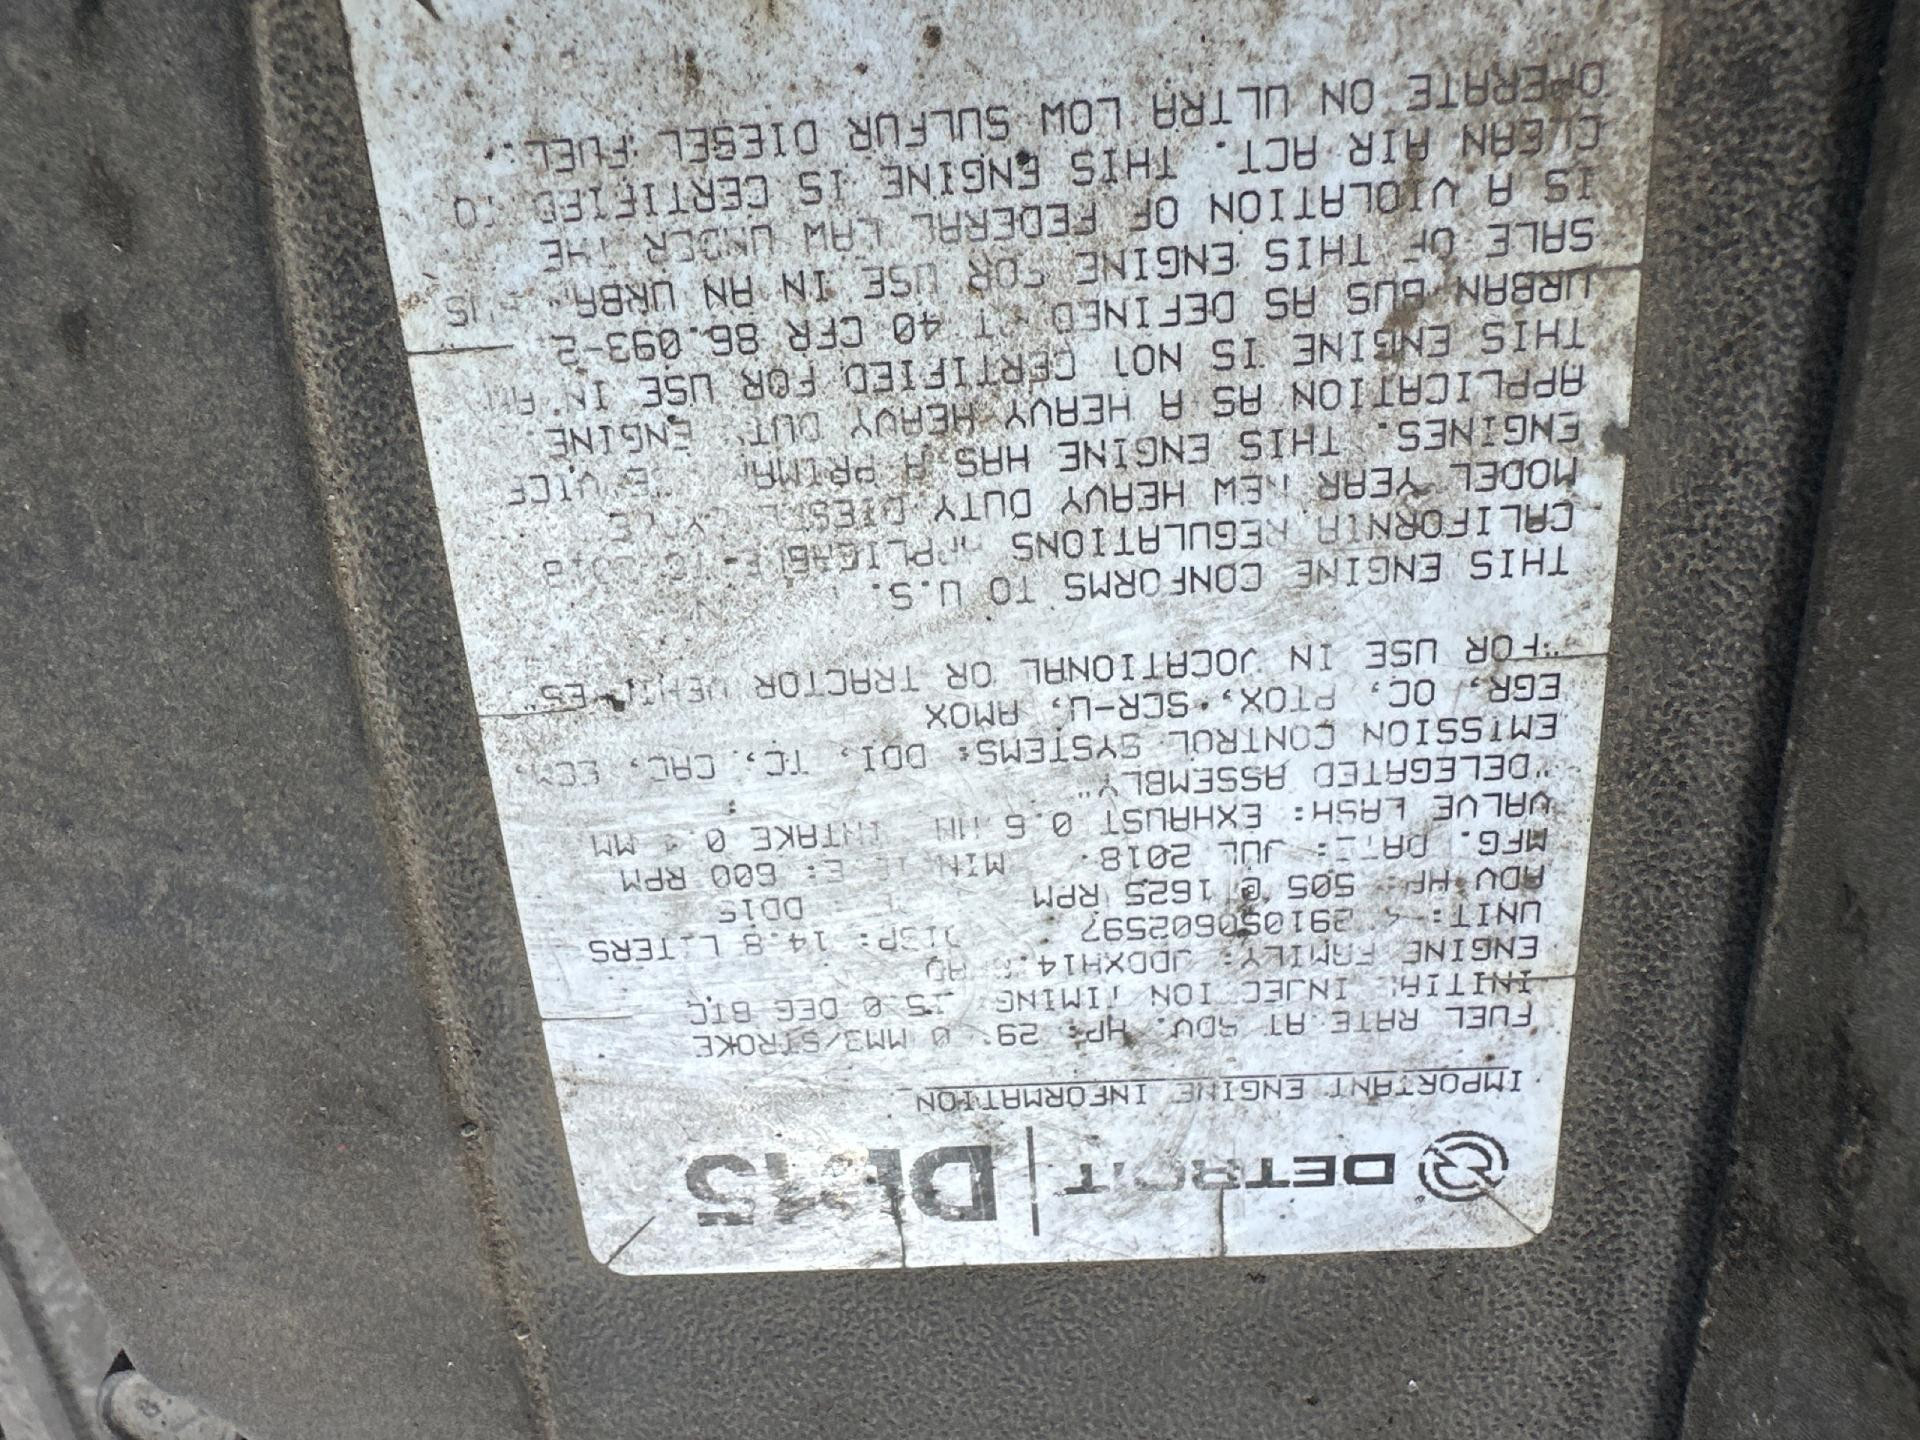 DETROIT DD15
IMPORTANT ENGINE INFORMATION
FUEL RATE AT ADV. HP: MM3/STROKE
INITIAL INJECTION TIMING 15.0 DEG BTC
ENGINE FAMILY: DISP: 14.8 LITERS
UNIT: DD15
ADV HP: 505 @ 1625 RPM
MFG. DATE: JUL 2018. MIN IDLE: 600 RPM
VALVE LASH: EXHAUST 0.6 MM INTAKE MM
"DELEGATED ASSEMBLY"
EMISSION CONTROL SYSTEMS: DDI, TC, CAC, ECM,
EGR, OC, PTOX, SCR-U, AMOX
"FOR USE IN VOCATIONAL OR TRACTOR VEHICLES"
THIS ENGINE CONFORMS TO U.S.
CALIFORNIA REGULATIONS APPLICABLE TO 2018
MODEL YEAR NEW HEAVY DUTY DIESEL CYCLE
ENGINES. THIS ENGINE HAS A PRIMARY SERVICE
APPLICATION AS A HEAVY HEAVY DUTY ENGINE.
THIS ENGINE IS NOT CERTIFIED FOR USE IN AN
URBAN BUS AS DEFINED AT 40 CFR 86.093-2.
SALE OF THIS ENGINE FOR USE IN AN URBAN BUS
IS A VIOLATION OF FEDERAL LAW UNDER THE
CLEAN AIR ACT. THIS ENGINE IS CERTIFIED TO
OPERATE ON ULTRA LOW SULFUR DIESEL FUEL.